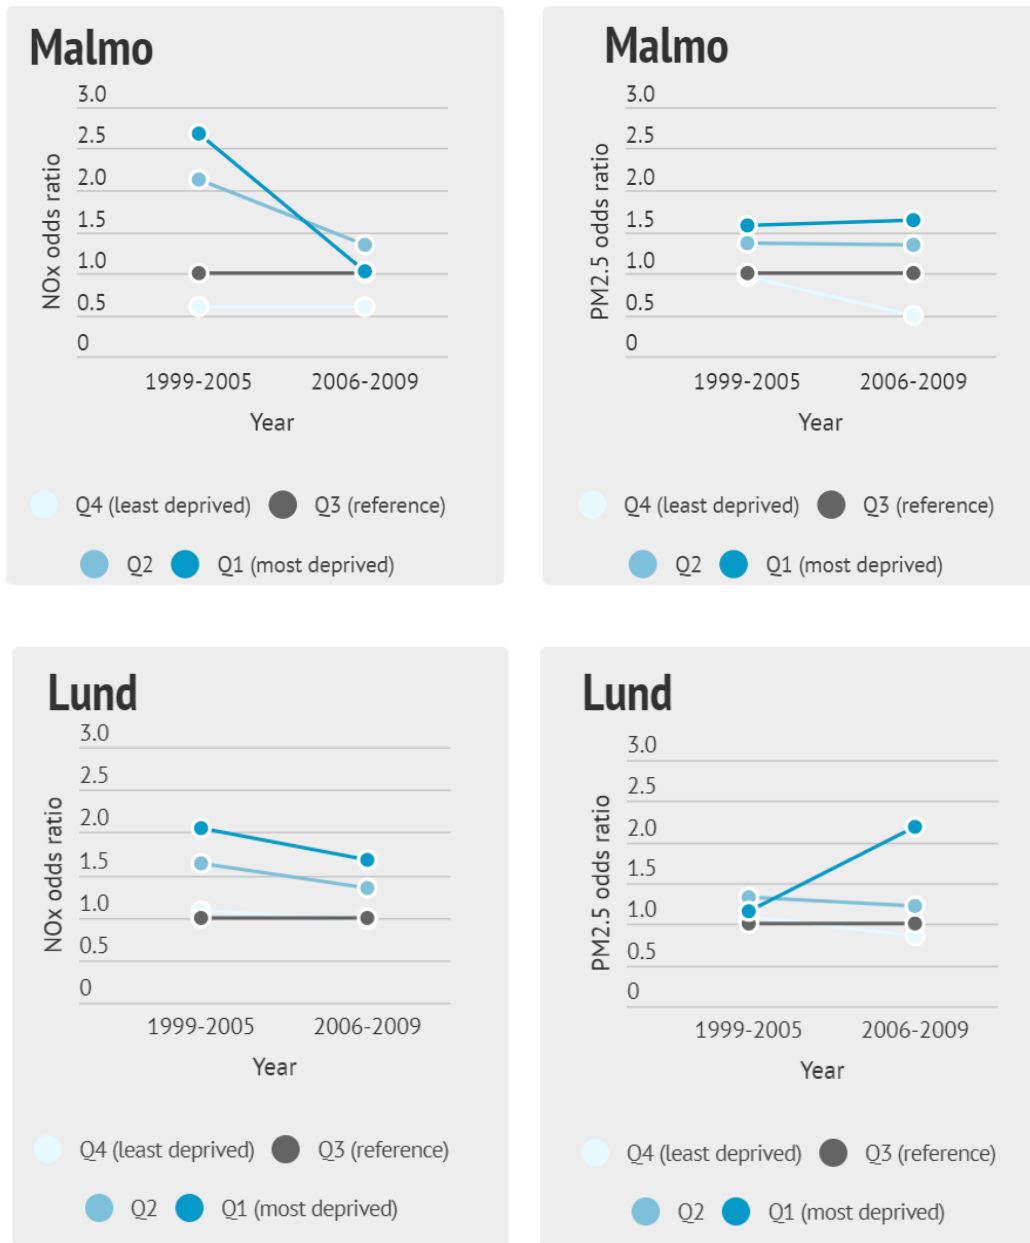 Malmo
NOx odds ratio
3.0
2.5
2.0
1.5
1.0
0.5
0
1999-2005 2006-2009
Year
Q4 (least deprived) Q3 (reference)
Q2 Q1 (most deprived)
Malmo
PM2.5 odds ratio
3.0
2.5
2.0
1.5
1.0
0.5
0
1999-2005 2006-2009
Year
Q4 (least deprived) Q3 (reference)
Q2 Q1 (most deprived)
Lund
NOx odds ratio
3.0
2.5
2.0
1.5
1.0
0.5
0
1999-2005 2006-2009
Year
Q4 (least deprived) Q3 (reference)
Q2 Q1 (most deprived)
Lund
PM2.5 odds ratio
3.0
2.5
2.0
1.5
1.0
0.5
0
1999-2005 2006-2009
Year
Q4 (least deprived) Q3 (reference)
Q2 Q1 (most deprived)